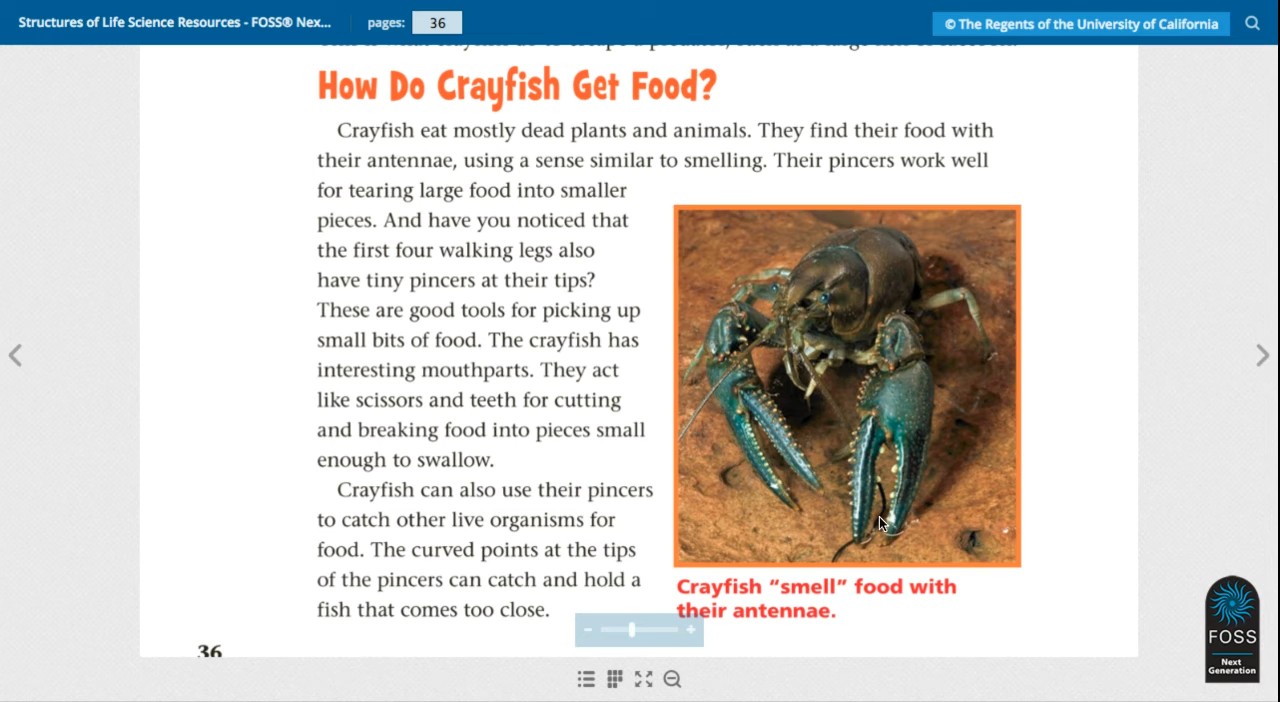 Structures of Life Science Resources - FOSS® Nex...
pages: 36
© The Regents of the University of California
How Do Crayfish Get Food?
Crayfish eat mostly dead plants and animals. They find their food with
their antennae, using a sense similar to smelling. Their pincers work well
for tearing large food into smaller
pieces. And have you noticed that
the first four walking legs also
have tiny pincers at their tips?
These are good tools for picking up
small bits of food. The crayfish has
interesting mouthparts. They act
like scissors and teeth for cutting
and breaking food into pieces small
enough to swallow.
Crayfish can also use their pincers
to catch other live organisms for
food. The curved points at the tips
of the pincers can catch and hold a
fish that comes too close.
Crayfish “smell” food with
their antennae.
36
FOSS
Next
Generation